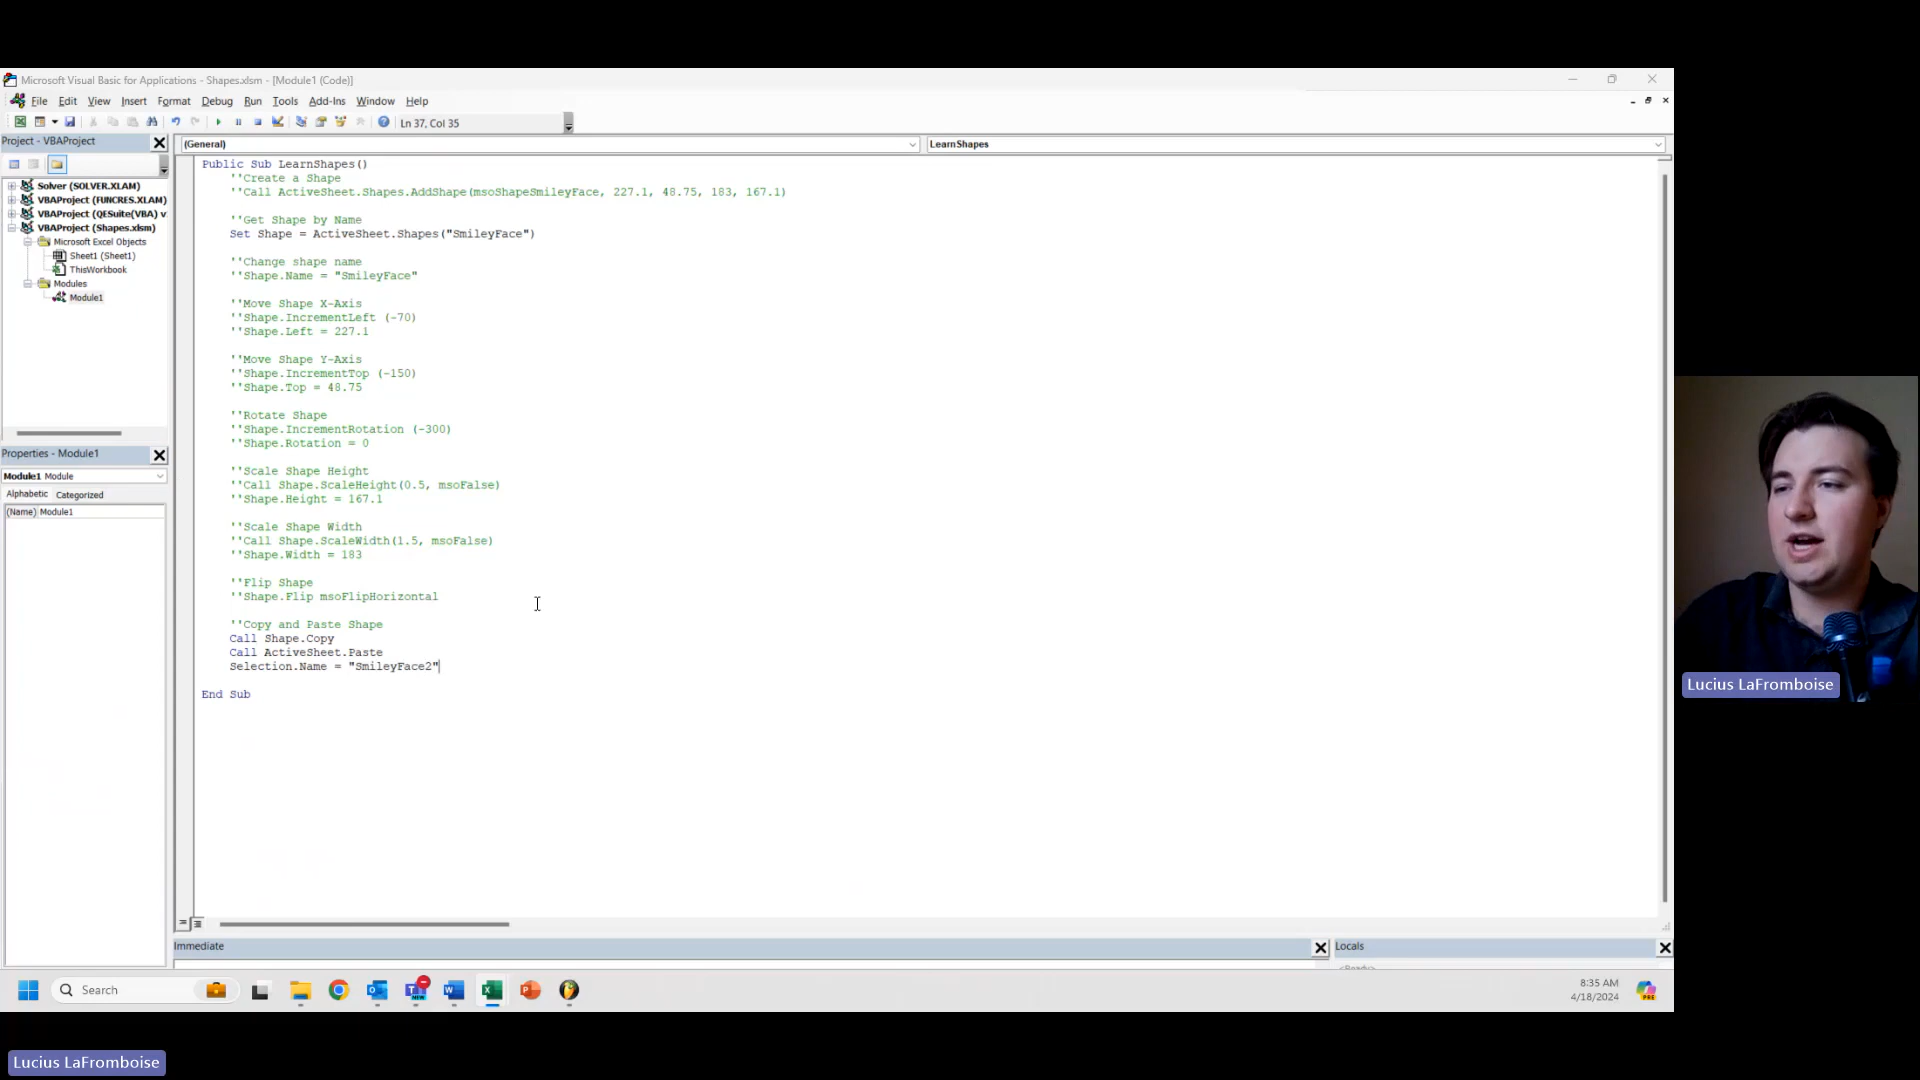 Microsoft Visual Basic for Applications - Shapes.xlsm - [Module1 (Code)]
File Edit View Insert Format Debug Run Tools Add-Ins Window Help
Ln 37, Col 35
Project - VBAProject
(General)
LearnShapes
Solver (SOLVER.XLAM)
VBAProject (FUNCRES.XLAM)
VBAProject (QESuite(VBA) v
VBAProject (Shapes.xlsm)
Microsoft Excel Objects
Sheet1 (Sheet1)
ThisWorkbook
Modules
Module1
Properties - Module1
Module1 Module
Alphabetic Categorized
(Name) Module1
Public Sub LearnShapes()
''Create a Shape
''Call ActiveSheet.Shapes.AddShape(msoShapeSmileyFace, 227.1, 48.75, 183, 167.1)
''Get Shape by Name
Set Shape = ActiveSheet.Shapes("SmileyFace")
''Change shape name
''Shape.Name = "SmileyFace"
''Move Shape X-Axis
''Shape.IncrementLeft (-70)
''Shape.Left = 227.1
''Move Shape Y-Axis
''Shape.IncrementTop (-150)
''Shape.Top = 48.75
''Rotate Shape
''Shape.IncrementRotation (-300)
''Shape.Rotation = 0
''Scale Shape Height
''Call Shape.ScaleHeight(0.5, msoFalse)
''Shape.Height = 167.1
''Scale Shape Width
''Call Shape.ScaleWidth(1.5, msoFalse)
''Shape.Width = 183
''Flip Shape
''Shape.Flip msoFlipHorizontal
''Copy and Paste Shape
Call Shape.Copy
Call ActiveSheet.Paste
Selection.Name = "SmileyFace2"
End Sub
Immediate
Locals
Search
8:35 AM
4/18/2024
Lucius LaFromboise
Lucius LaFromboise